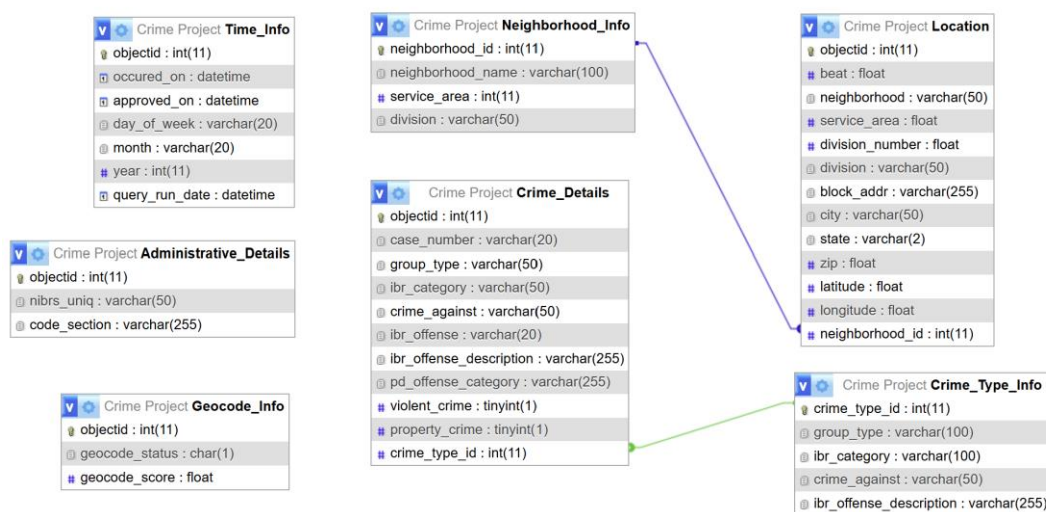 Crime Project Time_Info
objectid : int(11)
occured_on : datetime
approved_on : datetime
day_of_week : varchar(20)
month : varchar(20)
year : int(11)
query_run_date : datetime
Crime Project Neighborhood_Info
neighborhood_id : int(11)
neighborhood_name : varchar(100)
service_area : int(11)
division : varchar(50)
Crime Project Location
objectid : int(11)
beat : float
neighborhood : varchar(50)
service_area : float
division_number : float
division : varchar(50)
block_addr : varchar(255)
city : varchar(50)
state : varchar(2)
zip : float
latitude : float
longitude : float
neighborhood_id : int(11)
Crime Project Crime_Details
objectid : int(11)
case_number : varchar(20)
group_type : varchar(50)
ibr_category : varchar(50)
crime_against : varchar(50)
ibr_offense : varchar(20)
ibr_offense_description : varchar(255)
pd_offense_category : varchar(255)
violent_crime : tinyint(1)
property_crime : tinyint(1)
crime_type_id : int(11)
Crime Project Administrative_Details
objectid : int(11)
nibrs_uniq : varchar(50)
code_section : varchar(255)
Crime Project Geocode_Info
objectid : int(11)
geocode_status : char(1)
geocode_score : float
Crime Project Crime_Type_Info
crime_type_id : int(11)
group_type : varchar(100)
ibr_category : varchar(100)
crime_against : varchar(50)
ibr_offense_description : varchar(255)